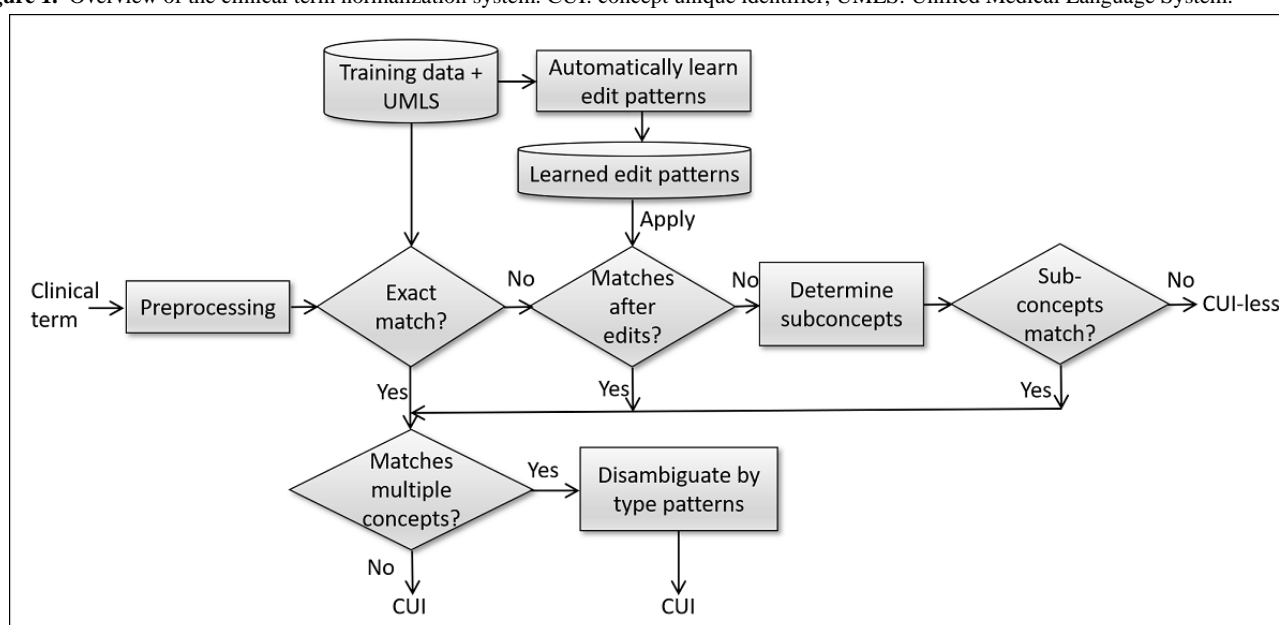 Figure 1. Overview of the clinical term normalization system. CUI: concept unique identifier; UMLS: Unified Medical Language System.
Training data +
UMLS
Automatically learn
edit patterns
Learned edit patterns
Apply
Clinical
term
Preprocessing
Exact
match?
No
Matches
after
edits?
No
Determine
subconcepts
Sub-
concepts
match?
No
CUI-less
Yes
Yes
Yes
Matches
multiple
concepts?
Yes
Disambiguate by
type patterns
No
CUI
CUI